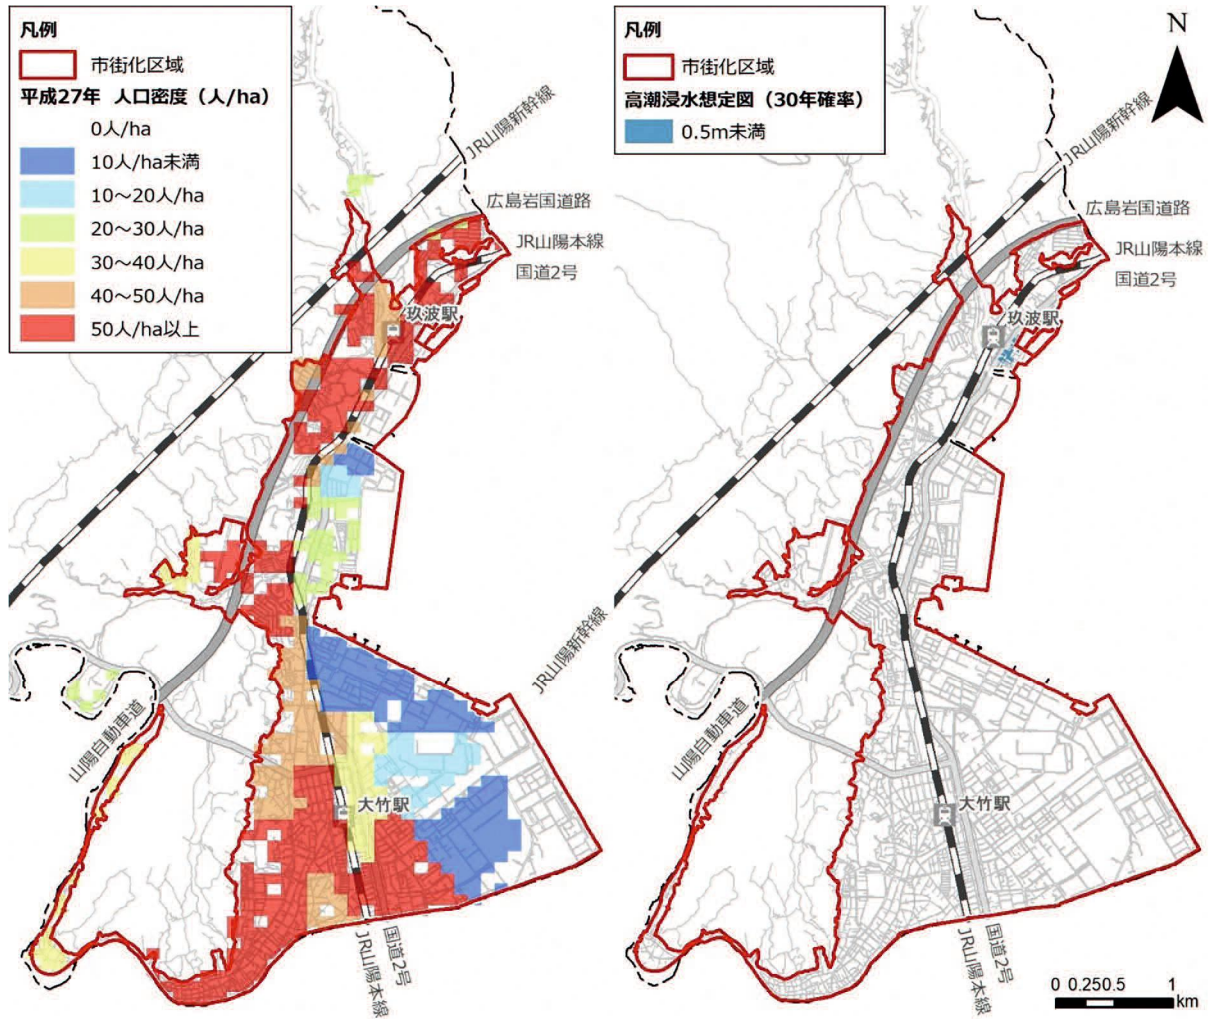 凡例
市街化区域
平成27年 人口密度（人/ha）
0人/ha
10人/ha未満
10～20人/ha
20～30人/ha
30～40人/ha
40～50人/ha
50人/ha以上
JR山陽新幹線
広島岩国道路
JR山陽本線
国道2号
玖波駅
山陽自動車道
大竹駅
国道2号
JR山陽本線
凡例
市街化区域
高潮浸水想定図（30年確率）
0.5m未満
N
JR山陽新幹線
広島岩国道路
JR山陽本線
国道2号
玖波駅
JR山陽新幹線
山陽自動車道
大竹駅
国道2号
JR山陽本線
0 0.250.5 1
km